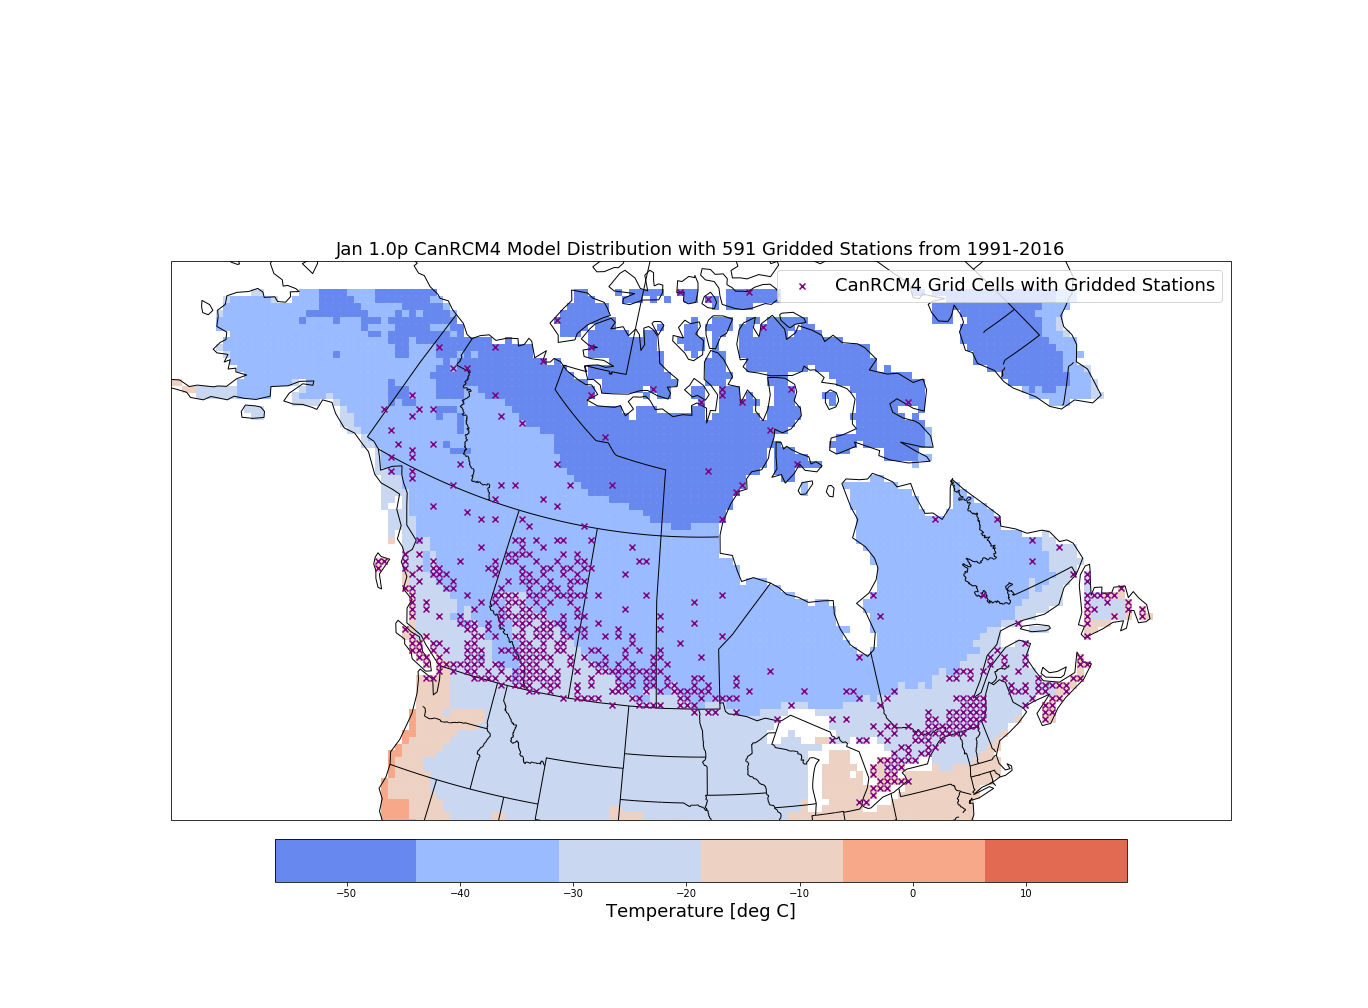 Jan 1.0p CanRCM4 Model Distribution with 591 Gridded Stations from 1991-2016
CanRCM4 Grid Cells with Gridded Stations
−50 −40 −30 −20 −10 0 10
Temperature [deg C]